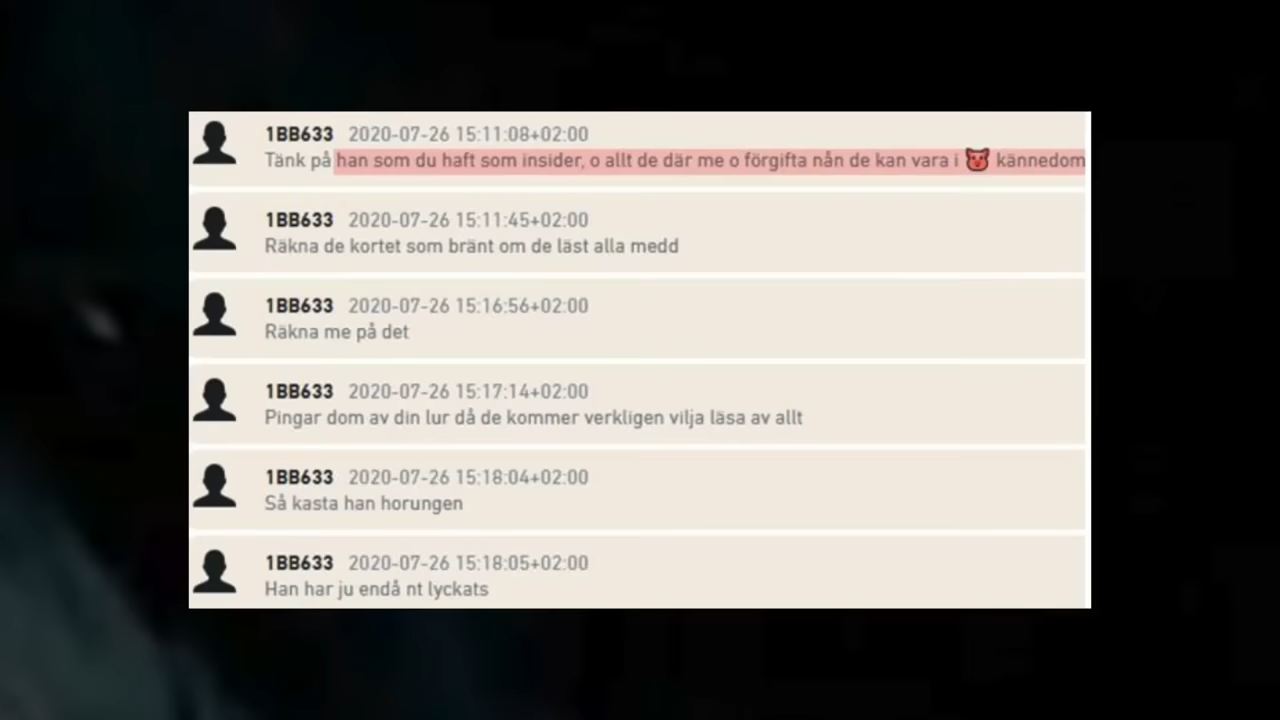 1BB633 2020-07-26 15:11:08+02:00
Tänk på han som du haft som insider, o allt de där me o förgifta nån de kan vara i 🐷 kännedom
1BB633 2020-07-26 15:11:45+02:00
Räkna de kortet som bränt om de läst alla medd
1BB633 2020-07-26 15:16:56+02:00
Räkna me på det
1BB633 2020-07-26 15:17:14+02:00
Pingar dom av din lur då de kommer verkligen vilja läsa av allt
1BB633 2020-07-26 15:18:04+02:00
Så kasta han horungen
1BB633 2020-07-26 15:18:05+02:00
Han har ju endå nt lyckats